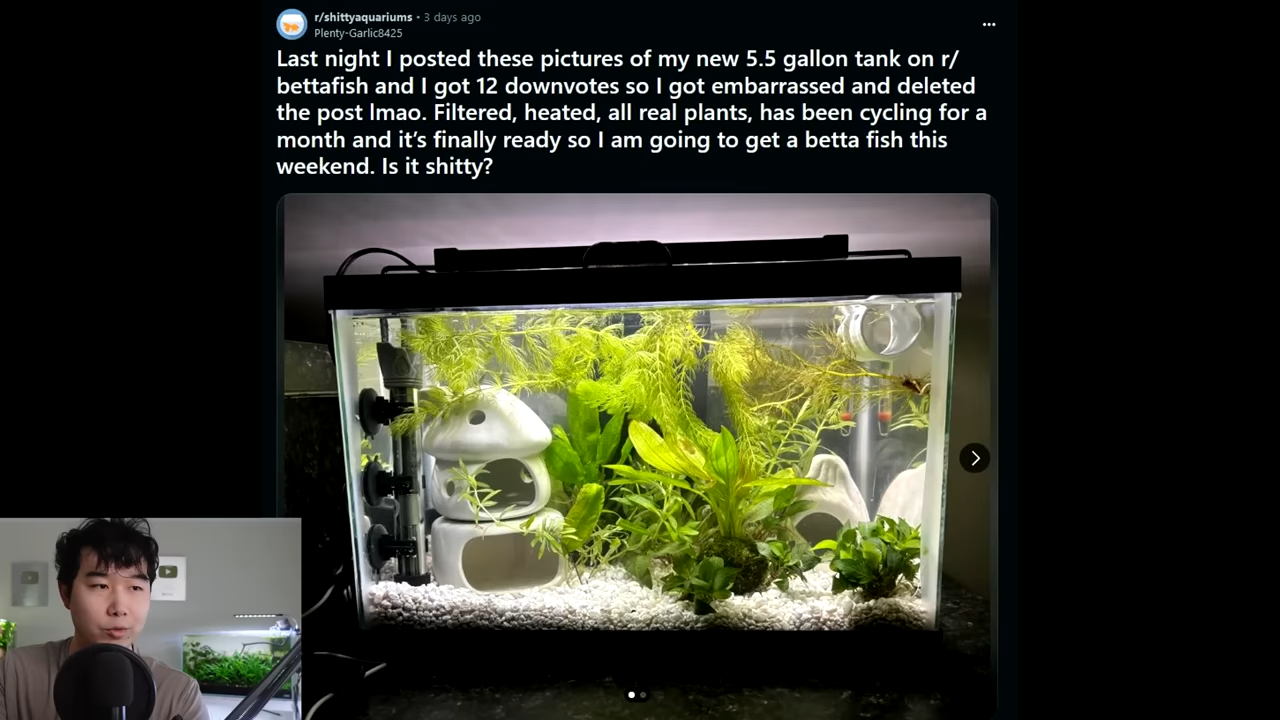 r/shittyaquariums • 3 days ago
Plenty-Garlic8425
Last night I posted these pictures of my new 5.5 gallon tank on r/
bettafish and I got 12 downvotes so I got embarrassed and deleted
the post lmao. Filtered, heated, all real plants, has been cycling for a
month and it's finally ready so I am going to get a betta fish this
weekend. Is it shitty?